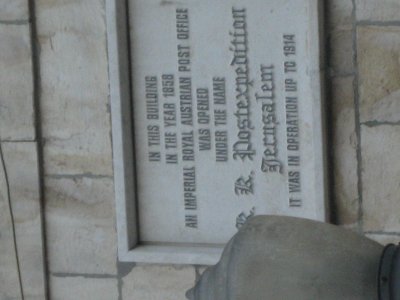 IN THIS BUILDING
IN THE YEAR 1858
AN IMPERIAL ROYAL AUSTRIAN POST OFFICE
WAS OPENED
UNDER THE NAME
K. Postexpedition
Jerusalem
IT WAS IN OPERATION UP TO 1914